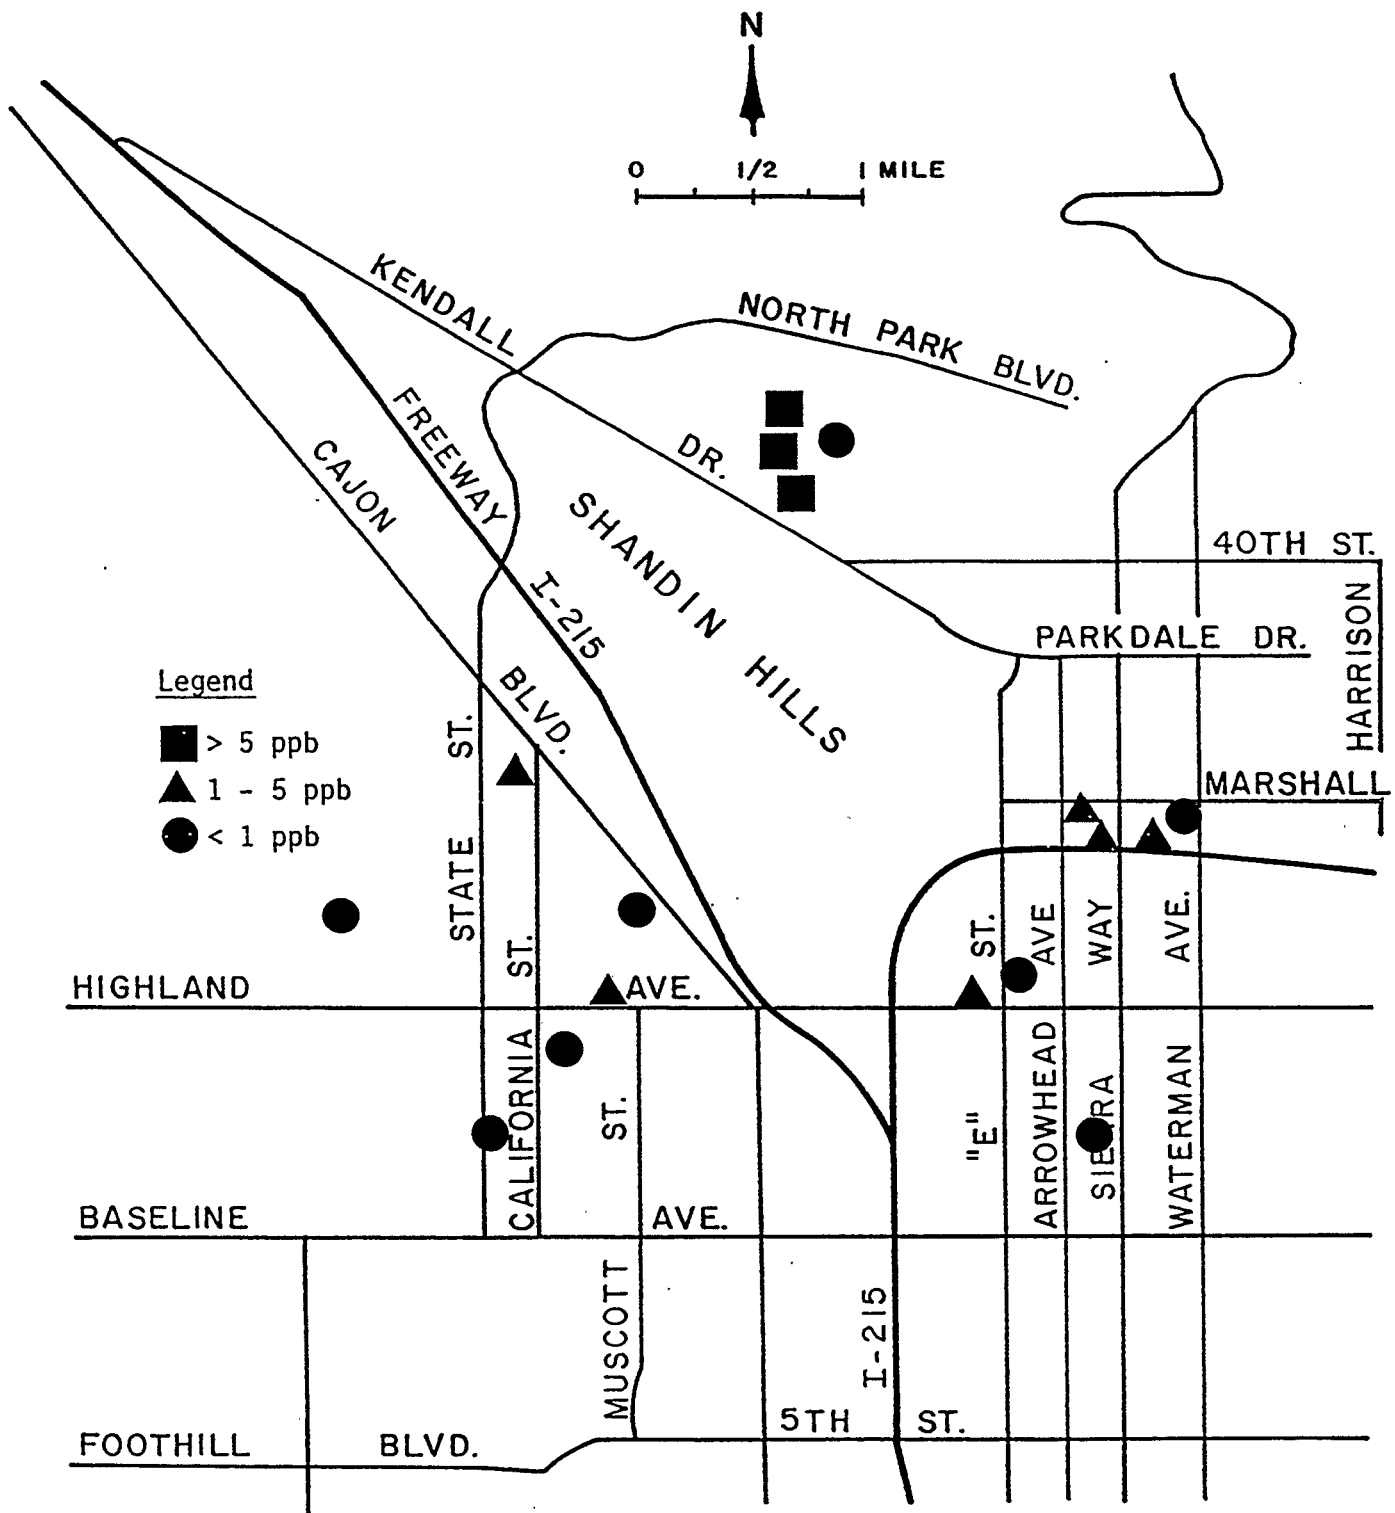 N
0 1/2 1 MILE
KENDALL DR.
NORTH PARK BLVD.
FREEWAY I-215
CAJON BLVD.
SHANDIN HILLS
40TH ST.
HARRISON
PARKDALE DR.
MARSHALL
Legend
> 5 ppb
1 - 5 ppb
< 1 ppb
STATE ST.
CALIFORNIA ST.
HIGHLAND AVE.
"E" ST.
ARROWHEAD AVE
SIERRA WAY
WATERMAN AVE.
BASELINE AVE.
MUSCOTT ST.
I-215
5TH ST.
FOOTHILL BLVD.